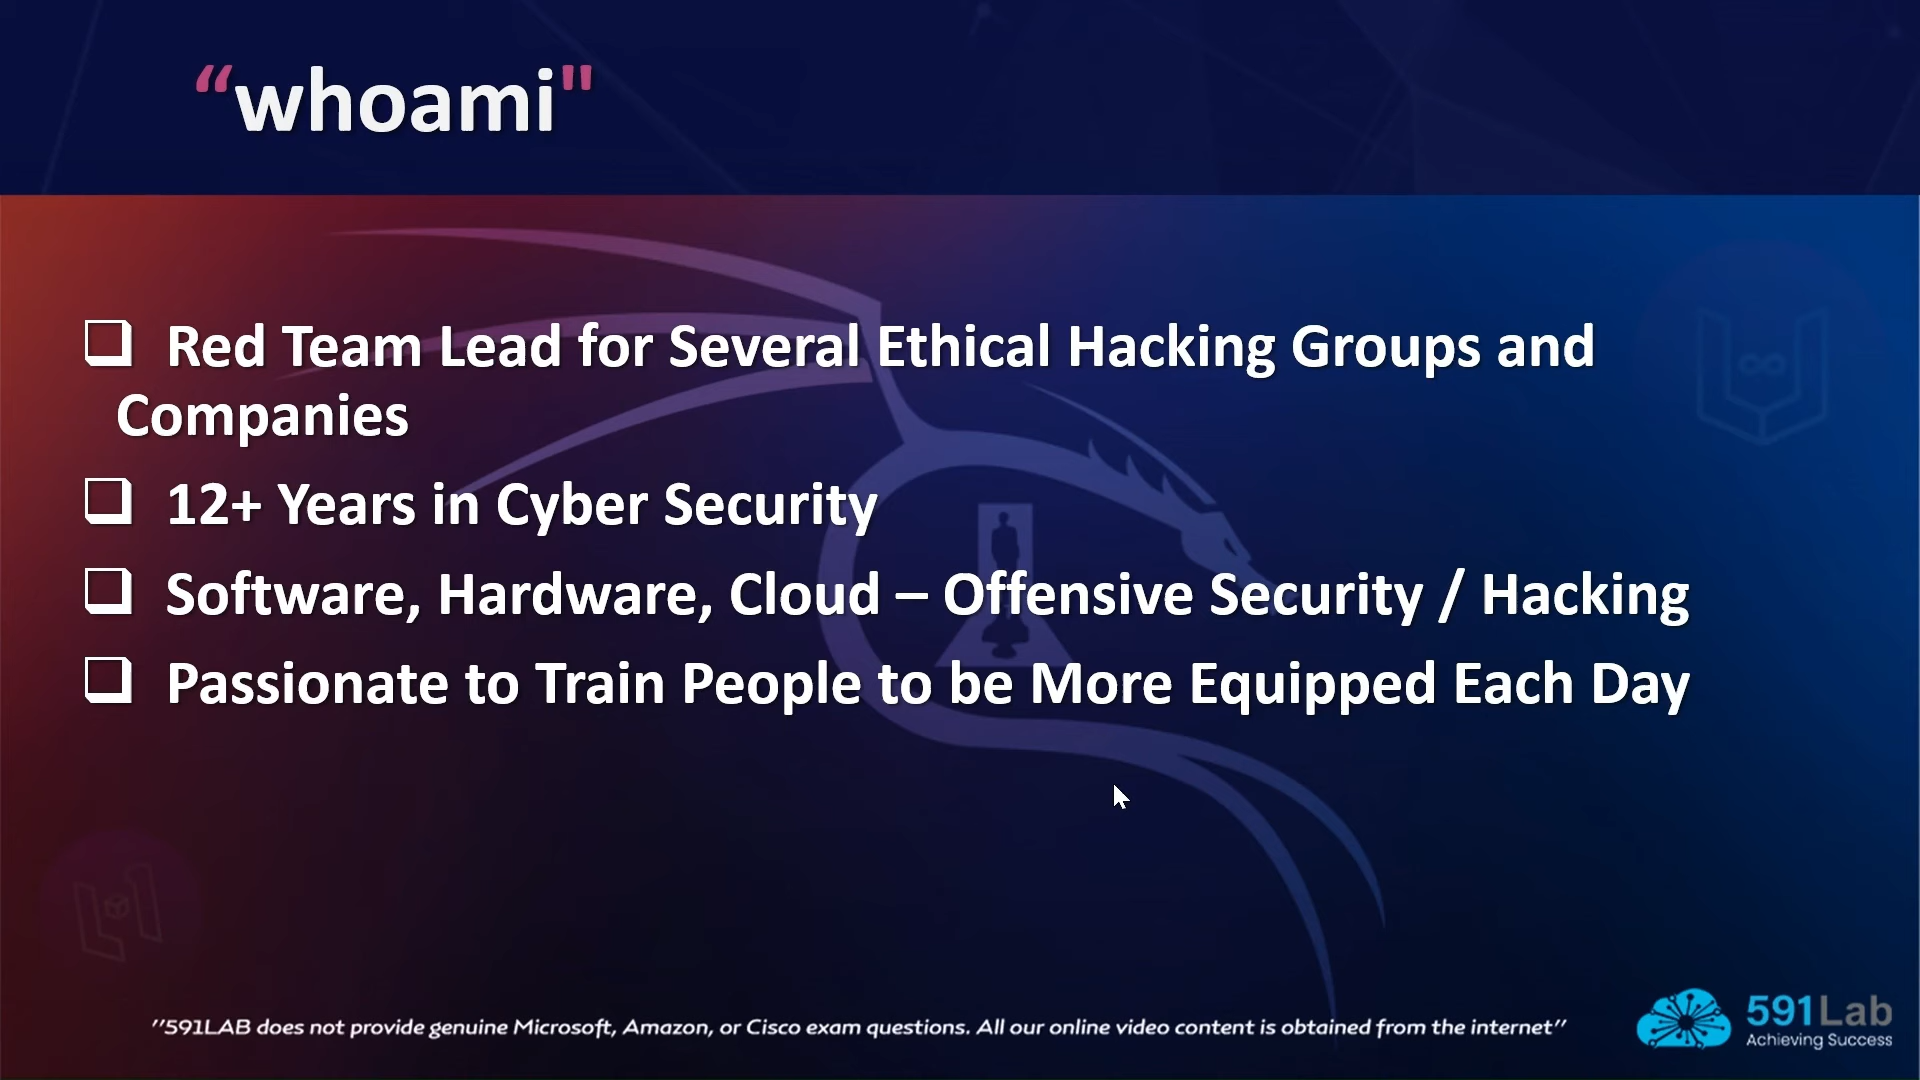 “whoami"
❑ Red Team Lead for Several Ethical Hacking Groups and
Companies
❑ 12+ Years in Cyber Security
❑ Software, Hardware, Cloud – Offensive Security / Hacking
❑ Passionate to Train People to be More Equipped Each Day
"591LAB does not provide genuine Microsoft, Amazon, or Cisco exam questions. All our online video content is obtained from the internet"
591Lab
Achieving Success